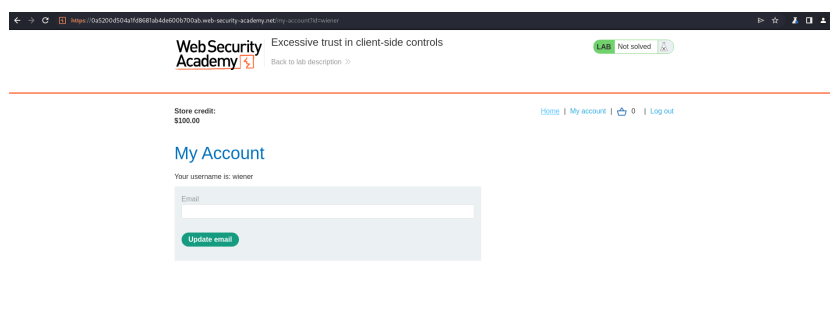 https://0a5200d504a1fd8681ab4de600b700ab.web-security-academy.net/my-account?id=wiener
WebSecurity Academy
Excessive trust in client-side controls
Back to lab description
LAB Not solved
Store credit:
$100.00
Home | My account | 0 | Log out
My Account
Your username is: wiener
Email
Update email